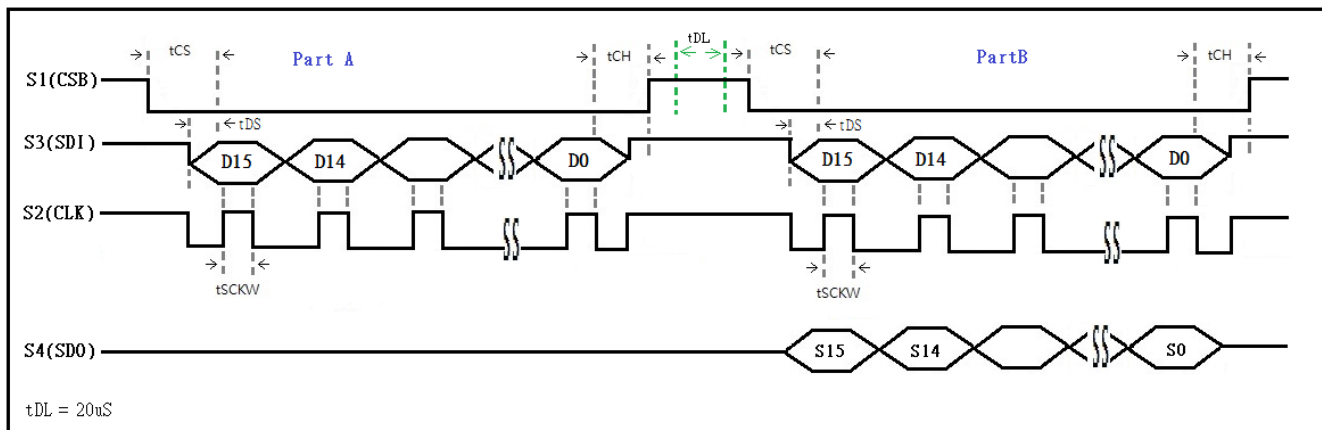 tCS Part A tCH tDL tCS PartB tCH
S1(CSB)
tDS tDS
S3(SDI) D15 D14 D0 D15 D14 D0
S2(CLK)
tSCKW tSCKW
S4(SDO) S15 S14 S0
tDL = 20uS